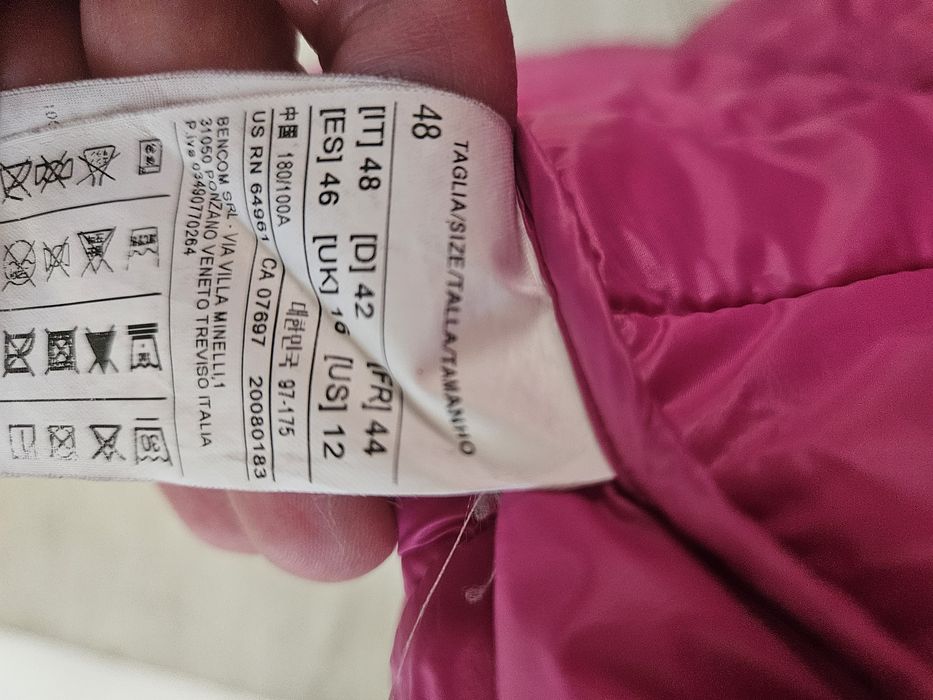 TAGLIA/SIZE/TALLA/TAMANHO
48
[IT] 48 [D] 42 [FR] 44
[ES] 46 [UK] 16 [US] 12
中国 180/100A 대한민국 97-175
US RN 64961 CA 07697 20080183
BENCOM SRL - VIA VILLA MINELLI,1
31050 PONZANO VENETO TREVISO ITALIA
P.iva 03490770264